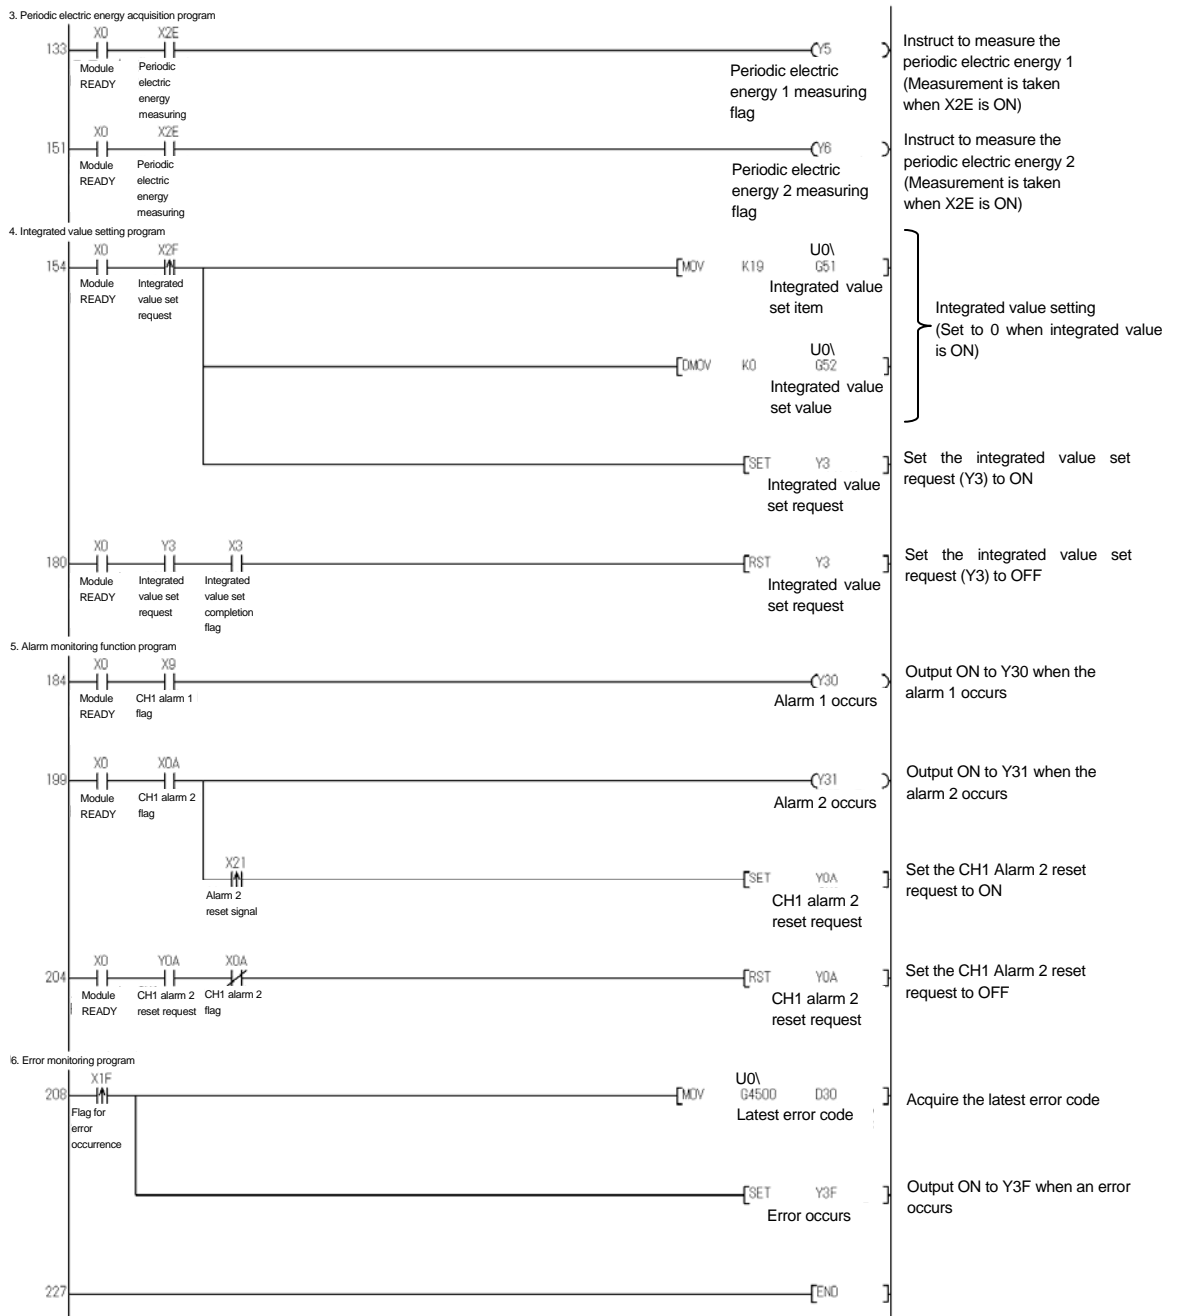 3. Periodic electric energy acquisition program
X0 X2E
133 Y5
Module READY
Periodic electric energy measuring
Periodic electric energy 1 measuring flag
Instruct to measure the
periodic electric energy 1
(Measurement is taken
when X2E is ON)
X0 X2E
151 Y6
Module READY
Periodic electric energy measuring
Periodic electric energy 2 measuring flag
Instruct to measure the
periodic electric energy 2
(Measurement is taken
when X2E is ON)
4. Integrated value setting program
X0 X2F U0\
154 MOV K19 G51
Module READY
Integrated value set request
Integrated value
set item
U0\
DMOV K0 G52
Integrated value
set value
Integrated value setting
(Set to 0 when integrated value
is ON)
SET Y3
Integrated value
set request
Set the integrated value set
request (Y3) to ON
X0 Y3 X3
180 RST Y3
Module READY
Integrated value set request
Integrated value set completion flag
Integrated value
set request
Set the integrated value set
request (Y3) to OFF
5. Alarm monitoring function program
X0 X9
184 Y30
Module READY
CH1 alarm 1 flag
Alarm 1 occurs
Output ON to Y30 when the
alarm 1 occurs
X0 X0A
199 Y31
Module READY
CH1 alarm 2 flag
Alarm 2 occurs
Output ON to Y31 when the
alarm 2 occurs
X21
SET Y0A
Alarm 2
reset signal
CH1 alarm 2
reset request
Set the CH1 Alarm 2 reset
request to ON
X0 Y0A X0A
204 RST Y0A
Module READY
CH1 alarm 2 reset request
CH1 alarm 2 flag
CH1 alarm 2
reset request
Set the CH1 Alarm 2 reset
request to OFF
6. Error monitoring program
X1F U0\
208 MOV G4500 D30
Flag for
error
occurrence
Latest error code
Acquire the latest error code
SET Y3F
Error occurs
Output ON to Y3F when an error
occurs
227 END